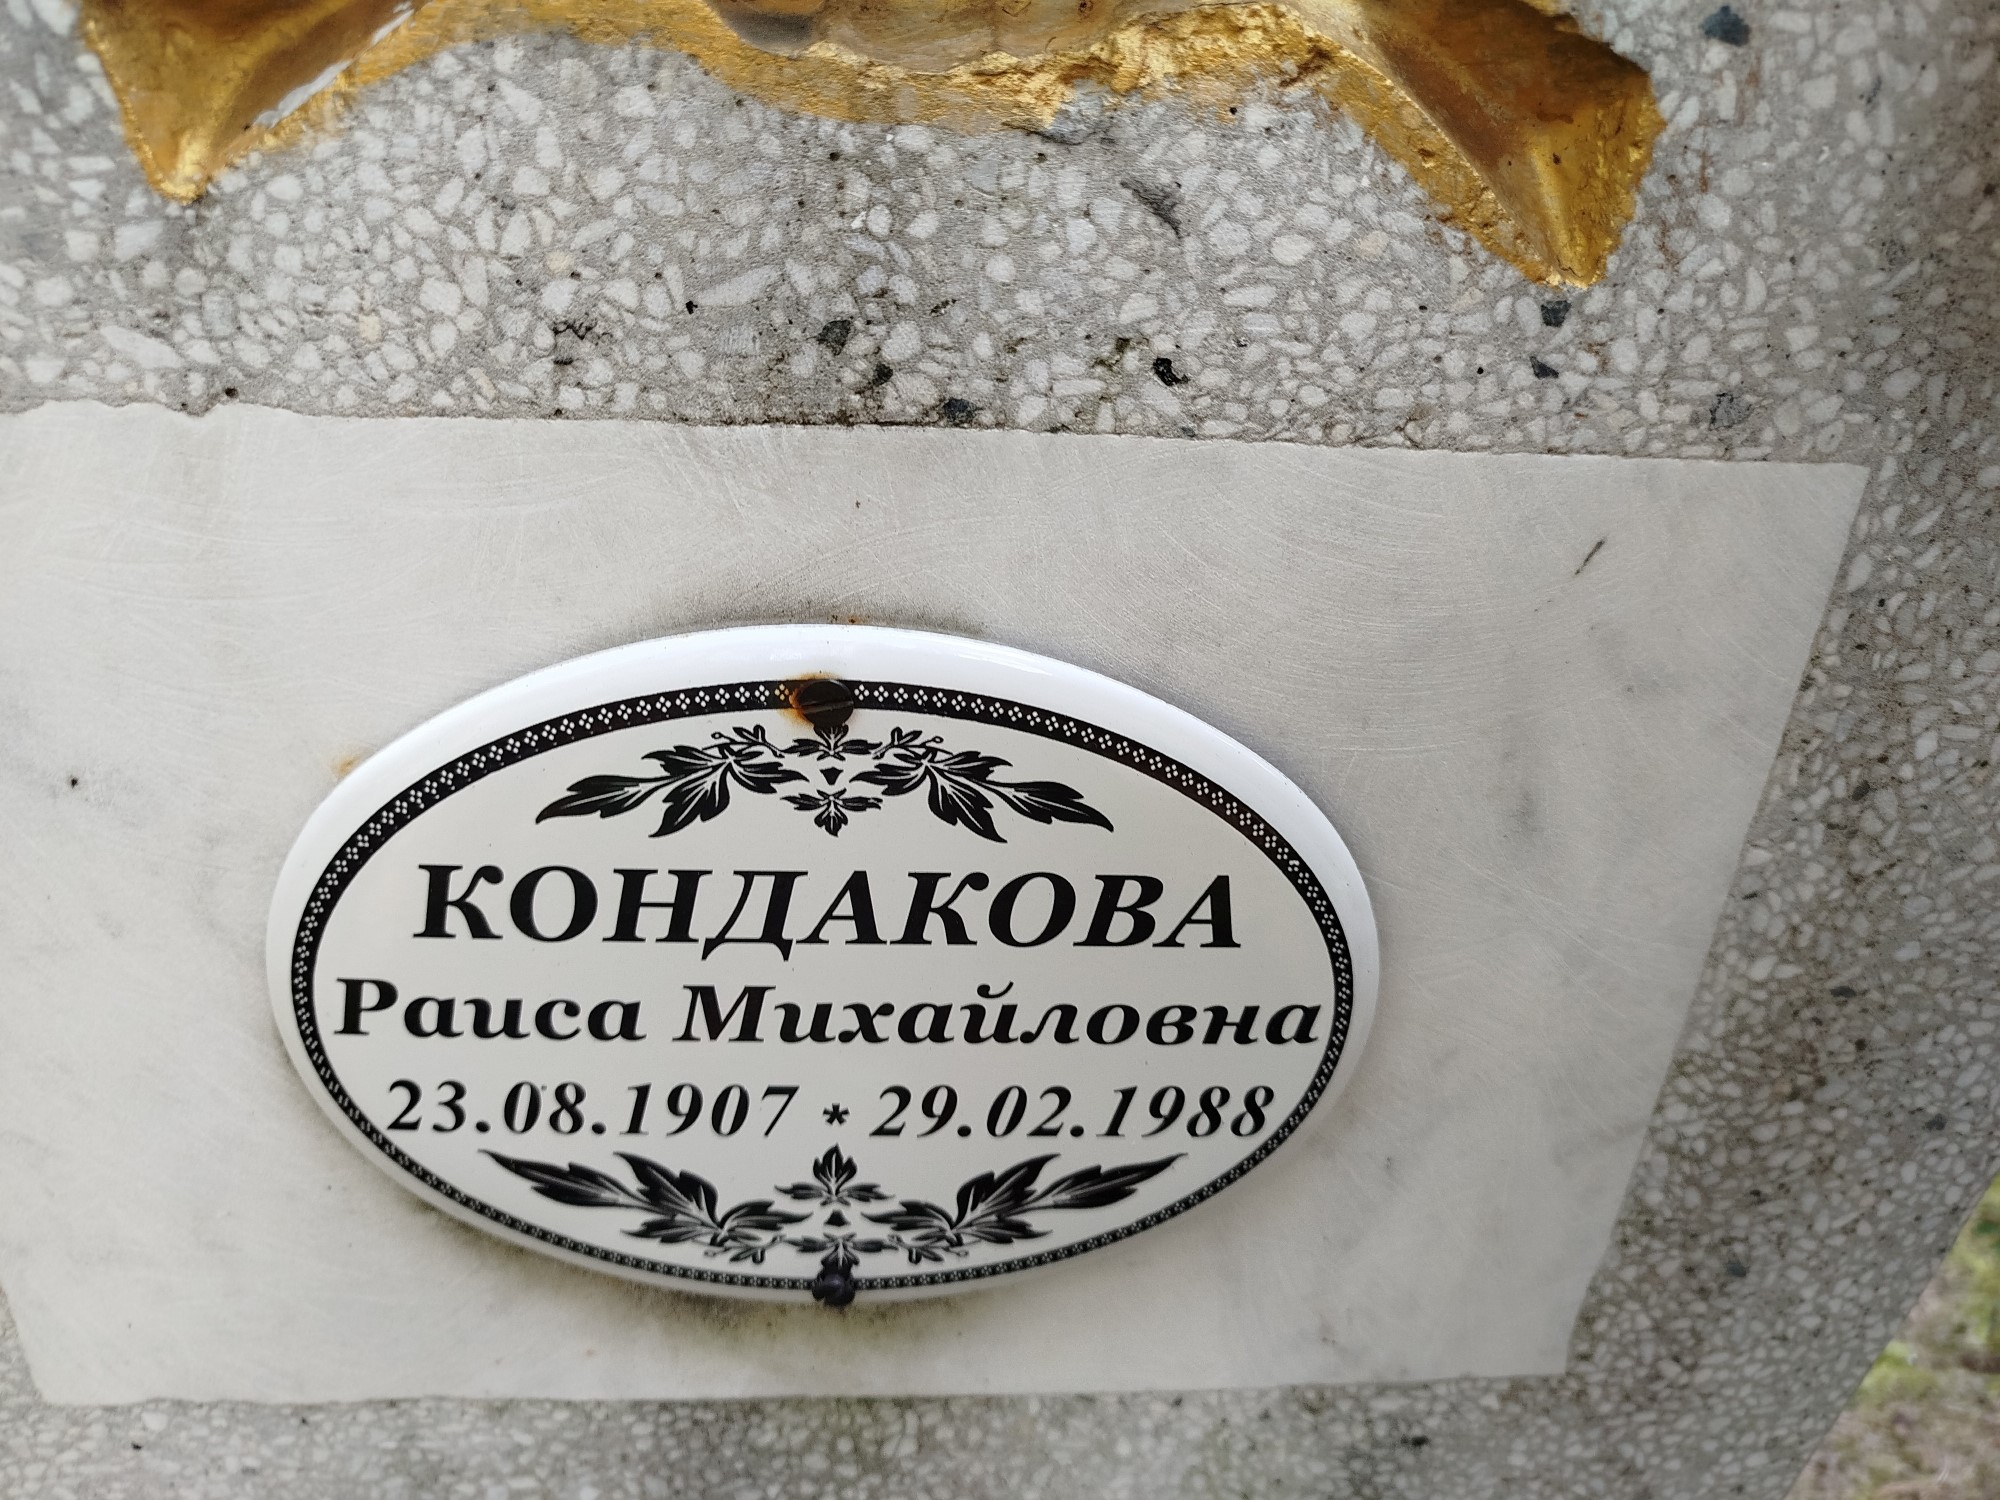 КОНДАКОВА
Раиса Михайловна
23.08.1907 * 29.02.1988